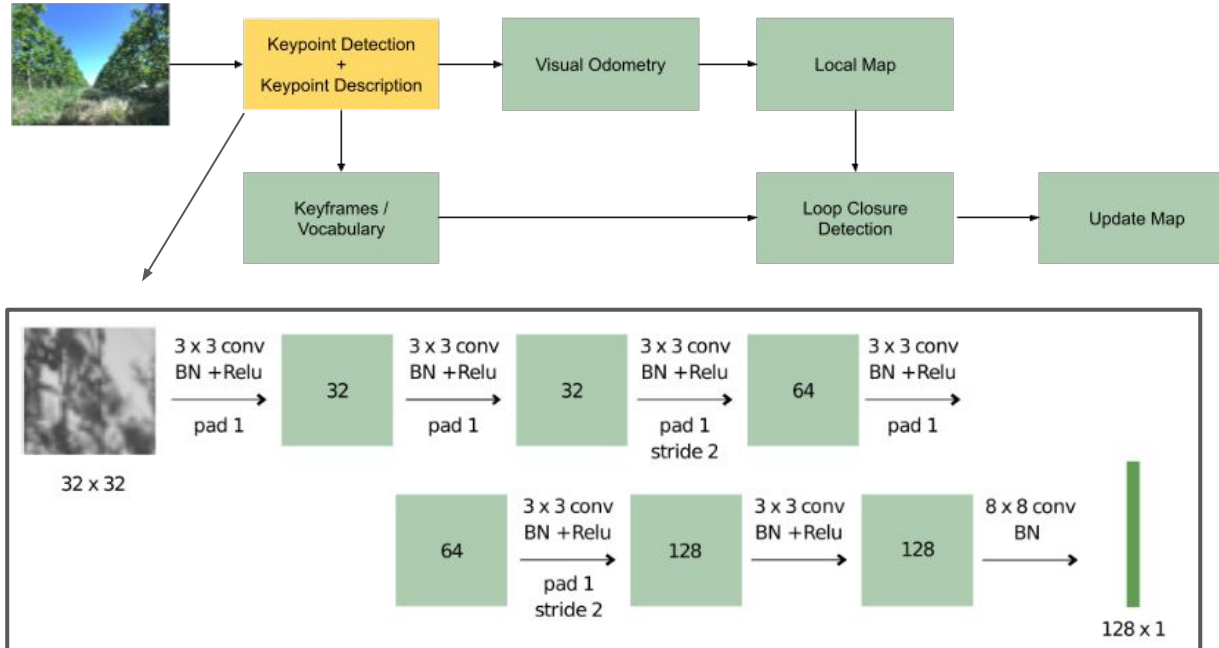 Keypoint Detection
+
Keypoint Description
Visual Odometry
Local Map
Keyframes /
Vocabulary
Loop Closure
Detection
Update Map
32 x 32
3 x 3 conv
BN +Relu
pad 1
32
3 x 3 conv
BN +Relu
pad 1
32
3 x 3 conv
BN +Relu
pad 1
stride 2
64
3 x 3 conv
BN +Relu
pad 1
64
3 x 3 conv
BN +Relu
pad 1
stride 2
128
3 x 3 conv
BN +Relu
128
8 x 8 conv
BN
128 x 1